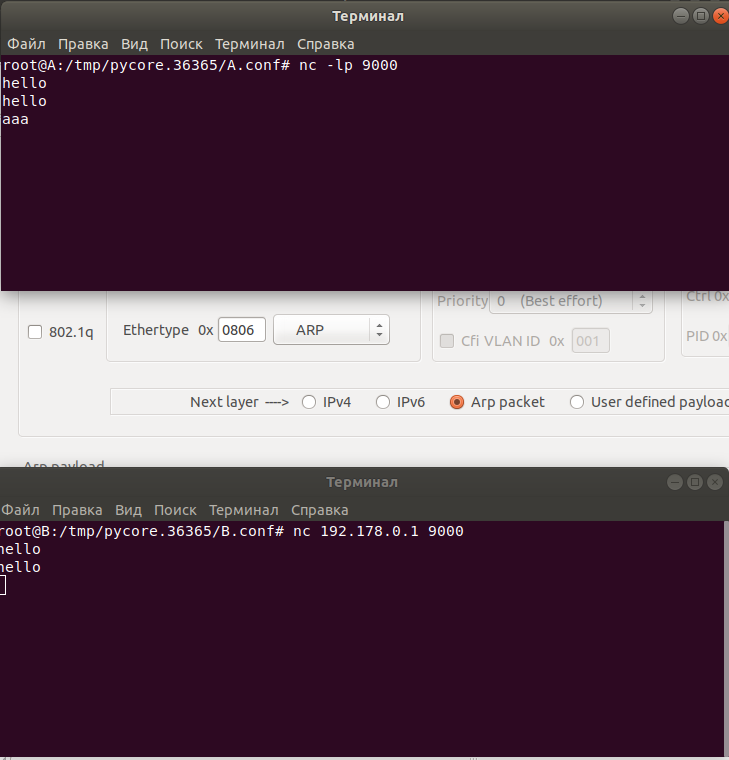 Терминал
Файл Правка Вид Поиск Терминал Справка
root@A:/tmp/pycore.36365/A.conf# nc -lp 9000
hello
hello
aaa
Priority 0 (Best effort)
Ctrl 0x
802.1q
Ethertype 0x 0806 ARP
Cfi VLAN ID 0x 001
PID 0x
Next layer ----> IPv4 IPv6 Arp packet User defined payload
Arp payload
Терминал
Файл Правка Вид Поиск Терминал Справка
root@B:/tmp/pycore.36365/B.conf# nc 192.178.0.1 9000
hello
hello